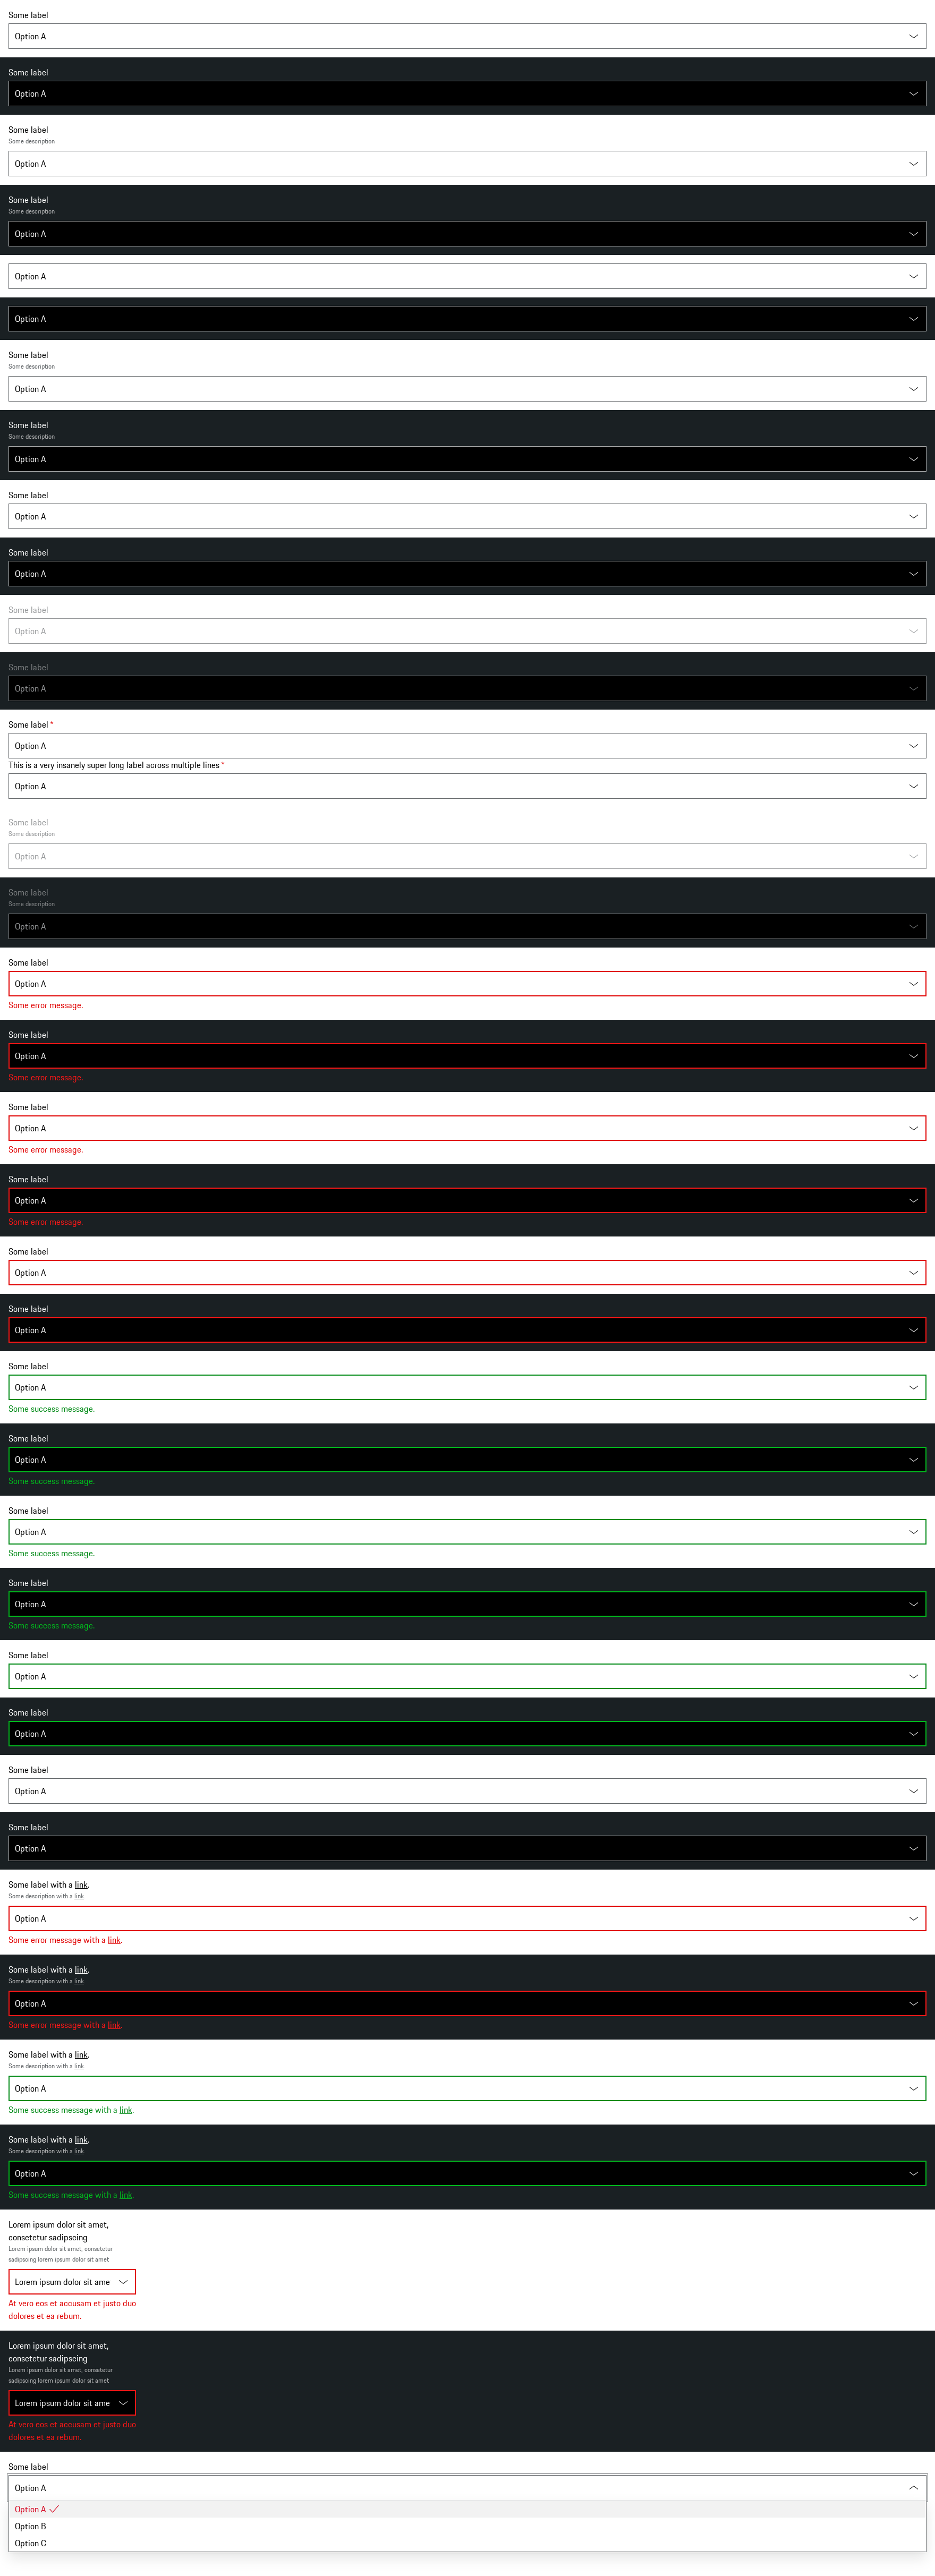 Some label
Option A
Some label
Option A
Some label
Some description
Option A
Some label
Some description
Option A
Option A
Option A
Some label
Some description
Option A
Some label
Some description
Option A
Some label
Option A
Some label
Option A
Some label
Option A
Some label
Option A
Some label *
Option A
This is a very insanely super long label across multiple lines *
Option A
Some label
Some description
Option A
Some label
Some description
Option A
Some label
Option A
Some error message.
Some label
Option A
Some error message.
Some label
Option A
Some error message.
Some label
Option A
Some error message.
Some label
Option A
Some label
Option A
Some label
Option A
Some success message.
Some label
Option A
Some success message.
Some label
Option A
Some success message.
Some label
Option A
Some success message.
Some label
Option A
Some label
Option A
Some label
Option A
Some label
Option A
Some label with a link.
Some description with a link.
Option A
Some error message with a link.
Some label with a link.
Some description with a link.
Option A
Some error message with a link.
Some label with a link.
Some description with a link.
Option A
Some success message with a link.
Some label with a link.
Some description with a link.
Option A
Some success message with a link.
Lorem ipsum dolor sit amet,
consetetur sadipscing
Lorem ipsum dolor sit amet, consetetur
sadipscing lorem ipsum dolor sit amet
Lorem ipsum dolor sit ame
At vero eos et accusam et justo duo
dolores et ea rebum.
Lorem ipsum dolor sit amet,
consetetur sadipscing
Lorem ipsum dolor sit amet, consetetur
sadipscing lorem ipsum dolor sit amet
Lorem ipsum dolor sit ame
At vero eos et accusam et justo duo
dolores et ea rebum.
Some label
Option A
Option A
Option B
Option C